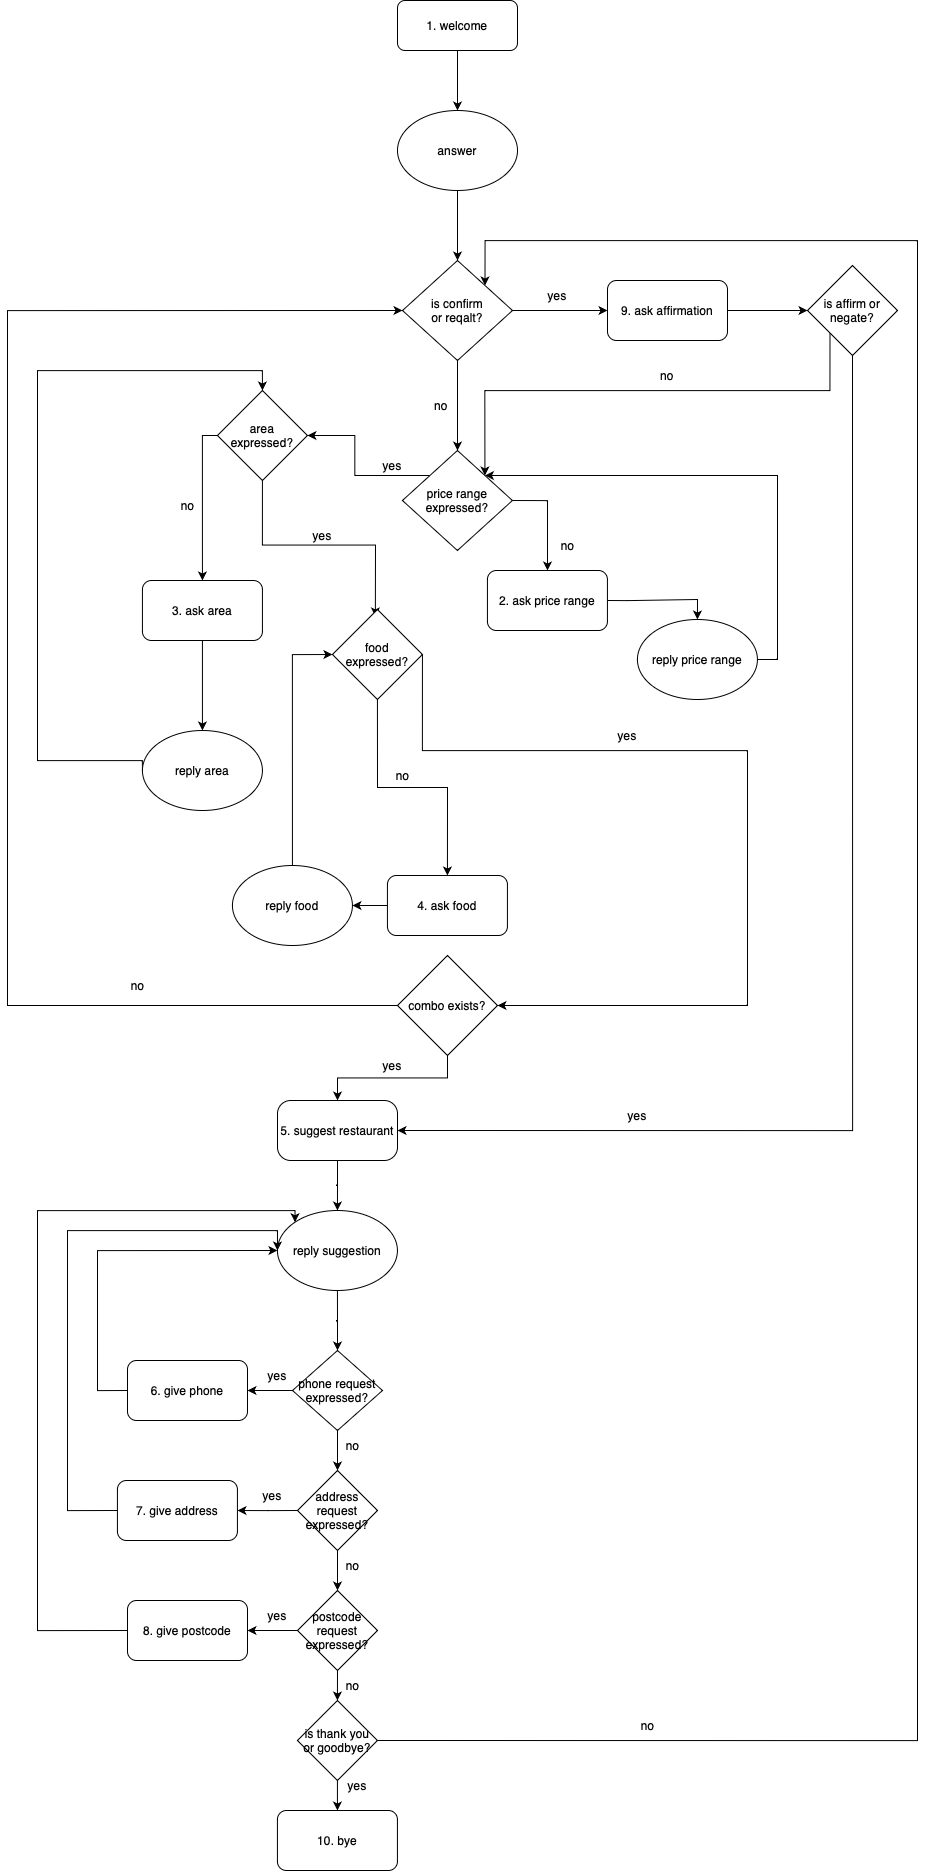 1. welcome
answer
is confirm
or reqalt?
yes
9. ask affirmation
is affirm or
negate?
no
no
area
expressed?
yes
price range
expressed?
no
yes
no
3. ask area
2. ask price range
food
expressed?
reply price range
yes
reply area
no
reply food
4. ask food
no
combo exists?
yes
yes
5. suggest restaurant
reply suggestion
yes
phone request
expressed?
6. give phone
no
yes
address
request
expressed?
7. give address
no
yes
postcode
request
expressed?
8. give postcode
no
no
is thank you
or goodbye?
yes
10. bye